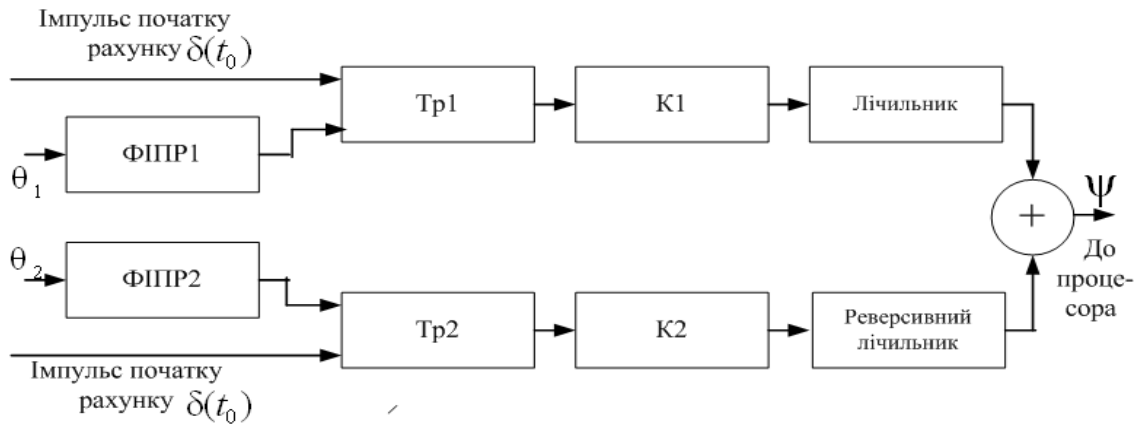 Імпульс початку
рахунку δ(t₀)
Тр1
К1
Лічильник
ФІПР1
θ₁
Ψ
+
До
проце-
сора
θ₂
ФІПР2
Тр2
К2
Реверсивний
лічильник
Імпульс початку
рахунку δ(t₀)